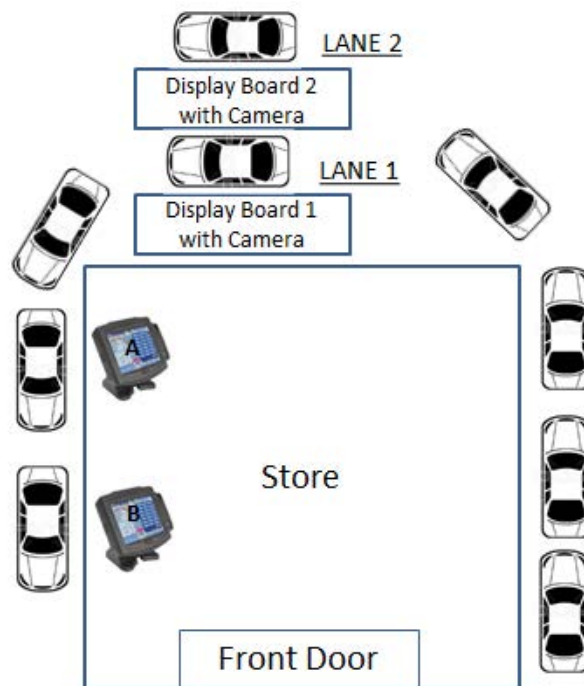 LANE 2
Display Board 2
with Camera
LANE 1
Display Board 1
with Camera
A
Store
B
Front Door